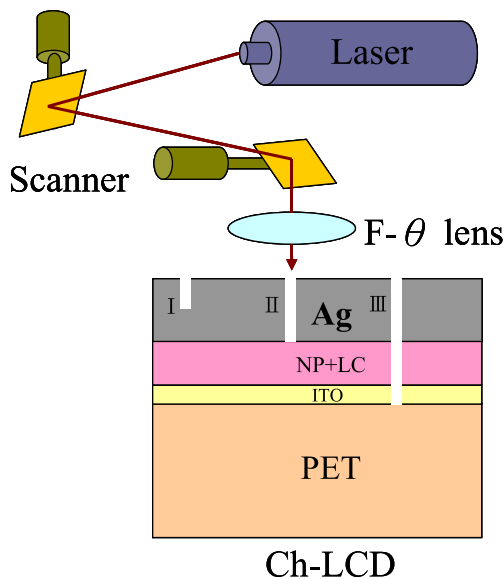 Laser
Scanner
F-θ lens
Ⅰ
Ⅱ
Ag
Ⅲ
NP+LC
ITO
PET
Ch-LCD